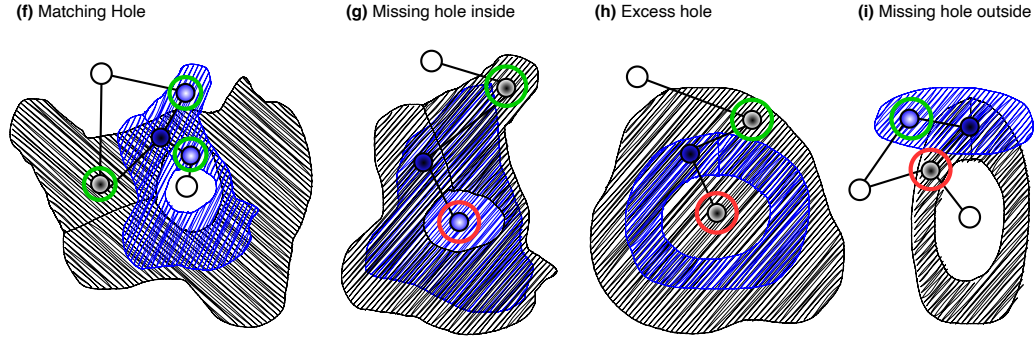 (f) Matching Hole
(g) Missing hole inside
(h) Excess hole
(i) Missing hole outside